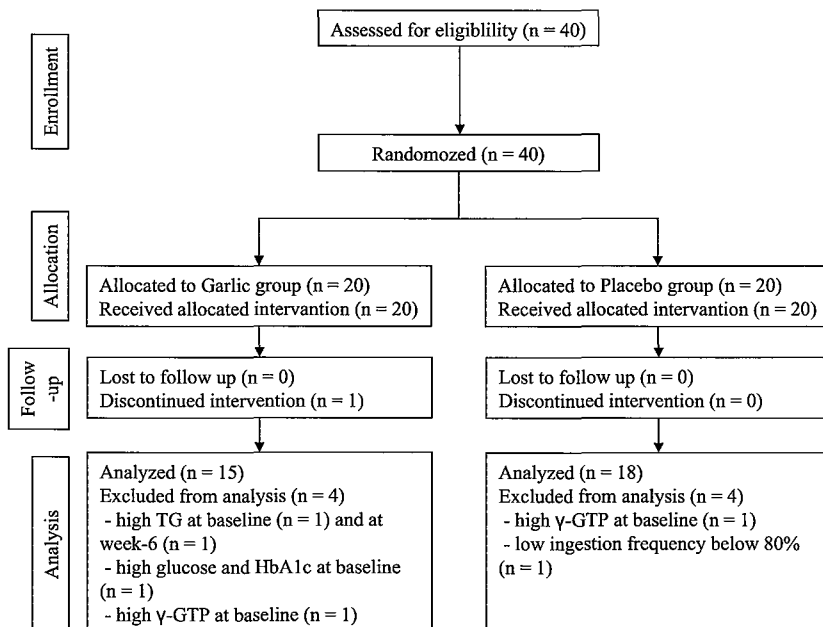 Enrollment
Assessed for eligiblility (n = 40)
Randomozed (n = 40)
Allocation
Allocated to Garlic group (n = 20)
Received allocated intervantion (n = 20)
Allocated to Placebo group (n = 20)
Received allocated intervantion (n = 20)
Follow
-up
Lost to follow up (n = 0)
Discontinued intervention (n = 1)
Lost to follow up (n = 0)
Discontinued intervention (n = 0)
Analysis
Analyzed (n = 15)
Excluded from analysis (n = 4)
- high TG at baseline (n = 1) and at
week-6 (n = 1)
- high glucose and HbA1c at baseline
(n = 1)
- high γ-GTP at baseline (n = 1)
Analyzed (n = 18)
Excluded from analysis (n = 4)
- high γ-GTP at baseline (n = 1)
- low ingestion frequency below 80%
(n = 1)